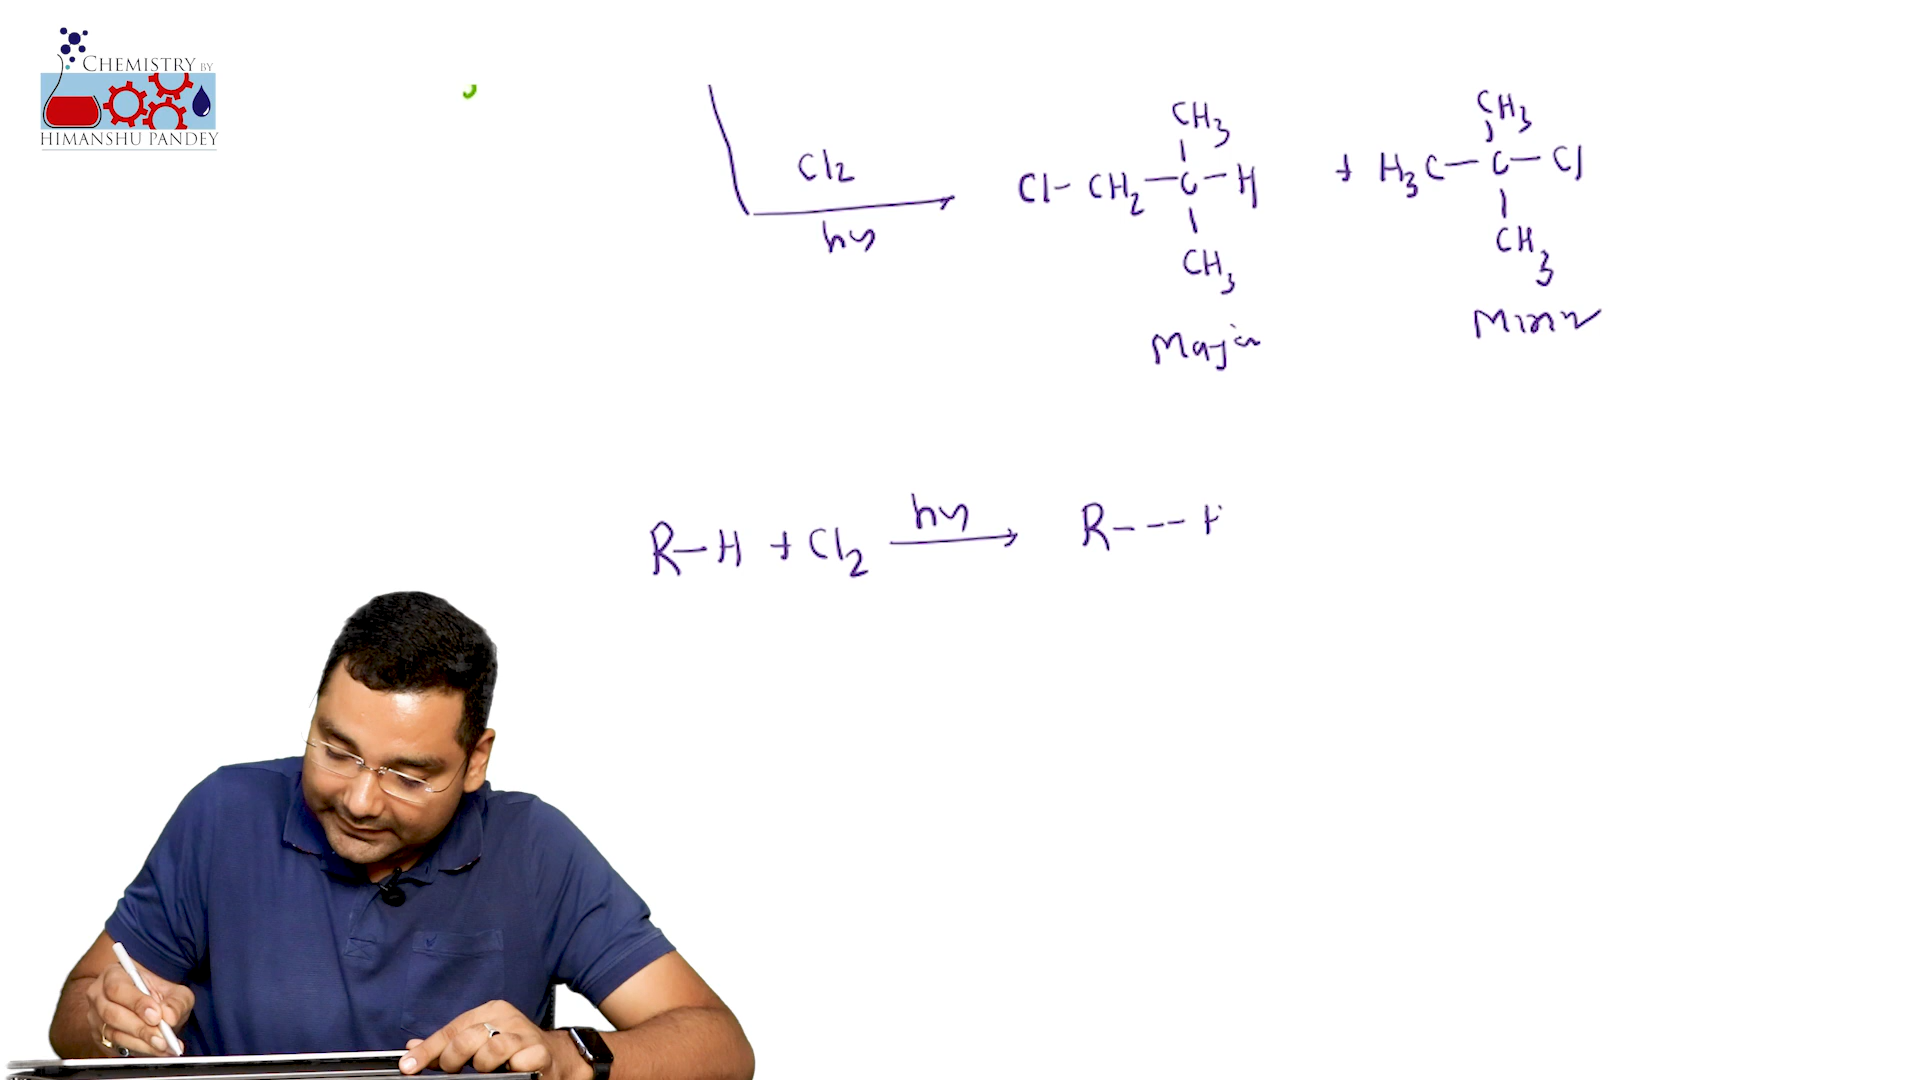 CHEMISTRY BY
HIMANSHU PANDEY
Cl2
hν
CH3
Cl-CH2-C-H
CH3
Major
+
CH3
H3C-C-Cl
CH3
Minor
R-H + Cl2
hν
R---H